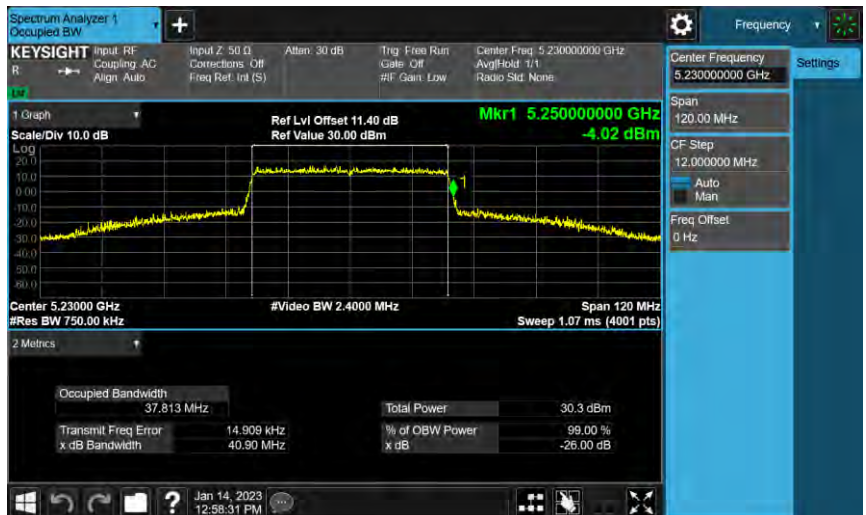 Spectrum Analyzer 1
Occupied BW
Frequency
KEYSIGHT
R
Input: RF
Coupling: AC
Align: Auto
Input Z: 50 Ω
Corrections: Off
Freq Ref: Int (S)
Atten: 30 dB
Trig: Free Run
Gate: Off
#IF Gain: Low
Center Freq: 5.230000000 GHz
Avg|Hold: 1/1
Radio Std: None
Center Frequency
5.230000000 GHz
Settings
Span
120.00 MHz
CF Step
12.000000 MHz
Auto
Man
Freq Offset
0 Hz
1 Graph
Scale/Div 10.0 dB
Ref Lvl Offset 11.40 dB
Ref Value 30.00 dBm
Mkr1 5.250000000 GHz
-4.02 dBm
Log
20.0
10.0
0.00
-10.0
-20.0
-30.0
-40.0
-50.0
-60.0
1
Center 5.23000 GHz
#Res BW 750.00 kHz
#Video BW 2.4000 MHz
Span 120 MHz
Sweep 1.07 ms (4001 pts)
2 Metrics
Occupied Bandwidth
37.813 MHz
Total Power 30.3 dBm
Transmit Freq Error 14.909 kHz
% of OBW Power 99.00 %
x dB Bandwidth 40.90 MHz
x dB -26.00 dB
Jan 14, 2023
12:58:31 PM